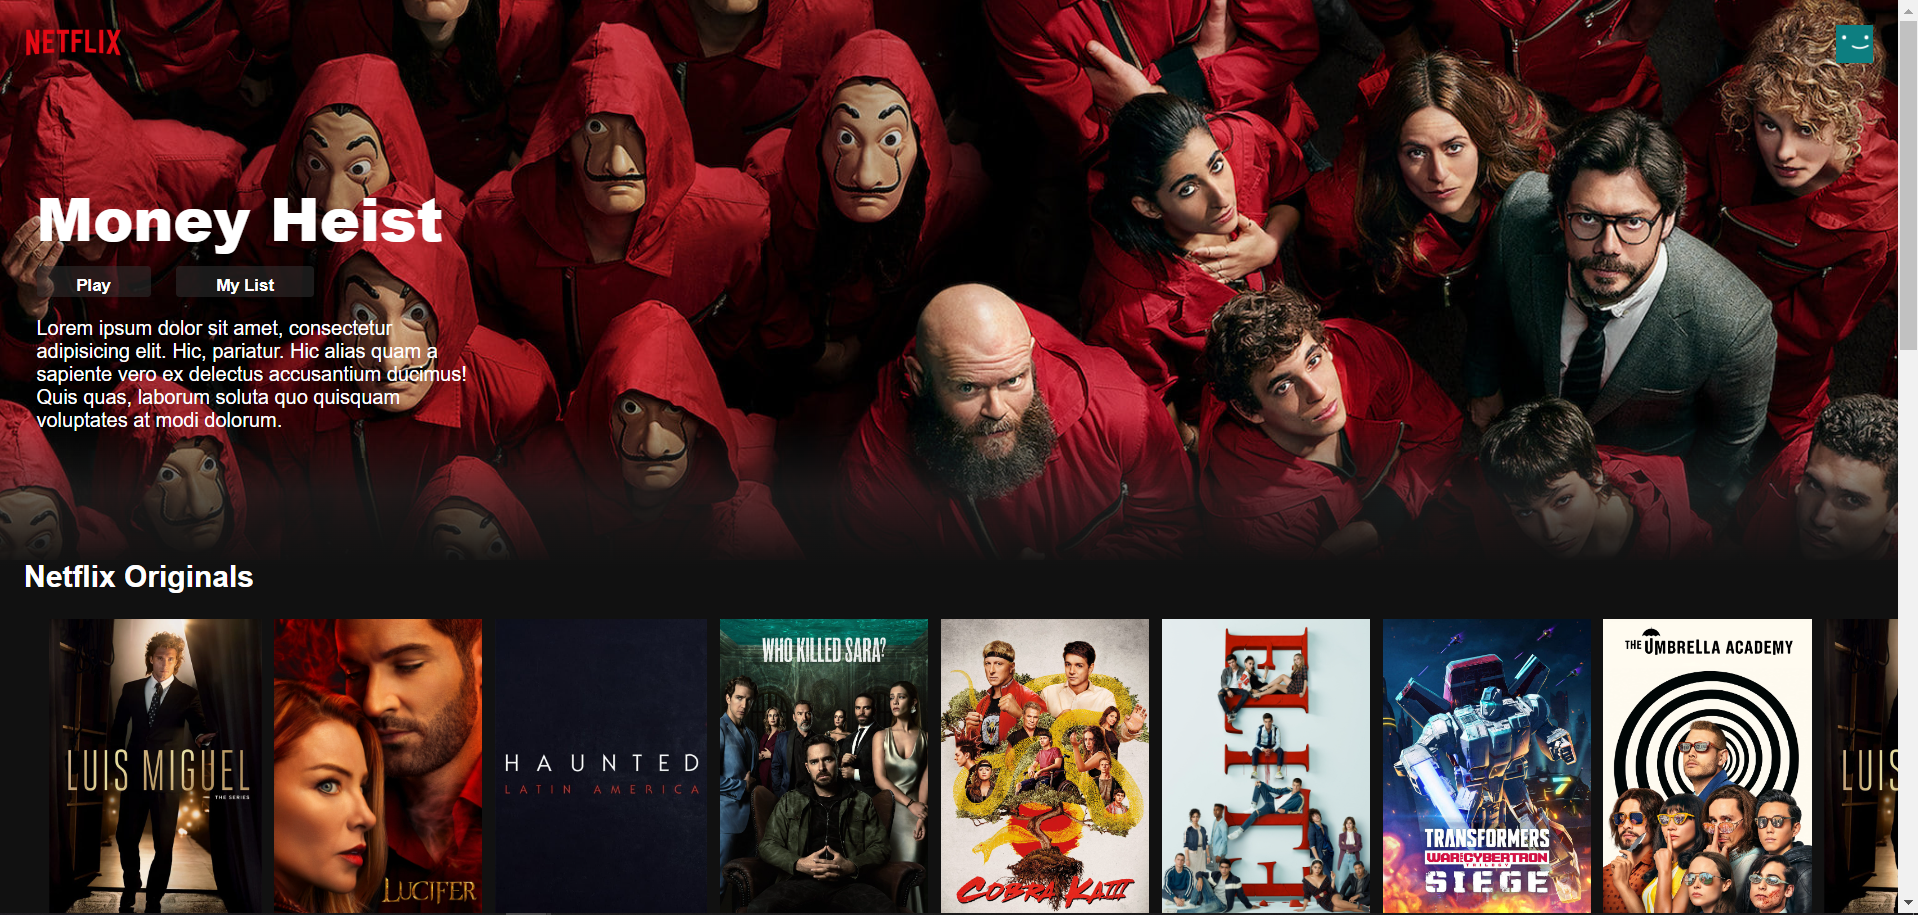 NETFLIX
Money Heist
Play
My List
Lorem ipsum dolor sit amet, consectetur
adipisicing elit. Hic, pariatur. Hic alias quam a
sapiente vero ex delectus accusantium ducimus!
Quis quas, laborum soluta quo quisquam
voluptates at modi dolorum.
Netflix Originals
LUIS MIGUEL
THE SERIES
LUCIFER
HAUNTED
LATIN AMERICA
WHO KILLED SARA?
COBRA KAI III
ELITE
TRANSFORMERS
WAR FOR CYBERTRON
TRILOGY
SIEGE
THE UMBRELLA ACADEMY
LUIS